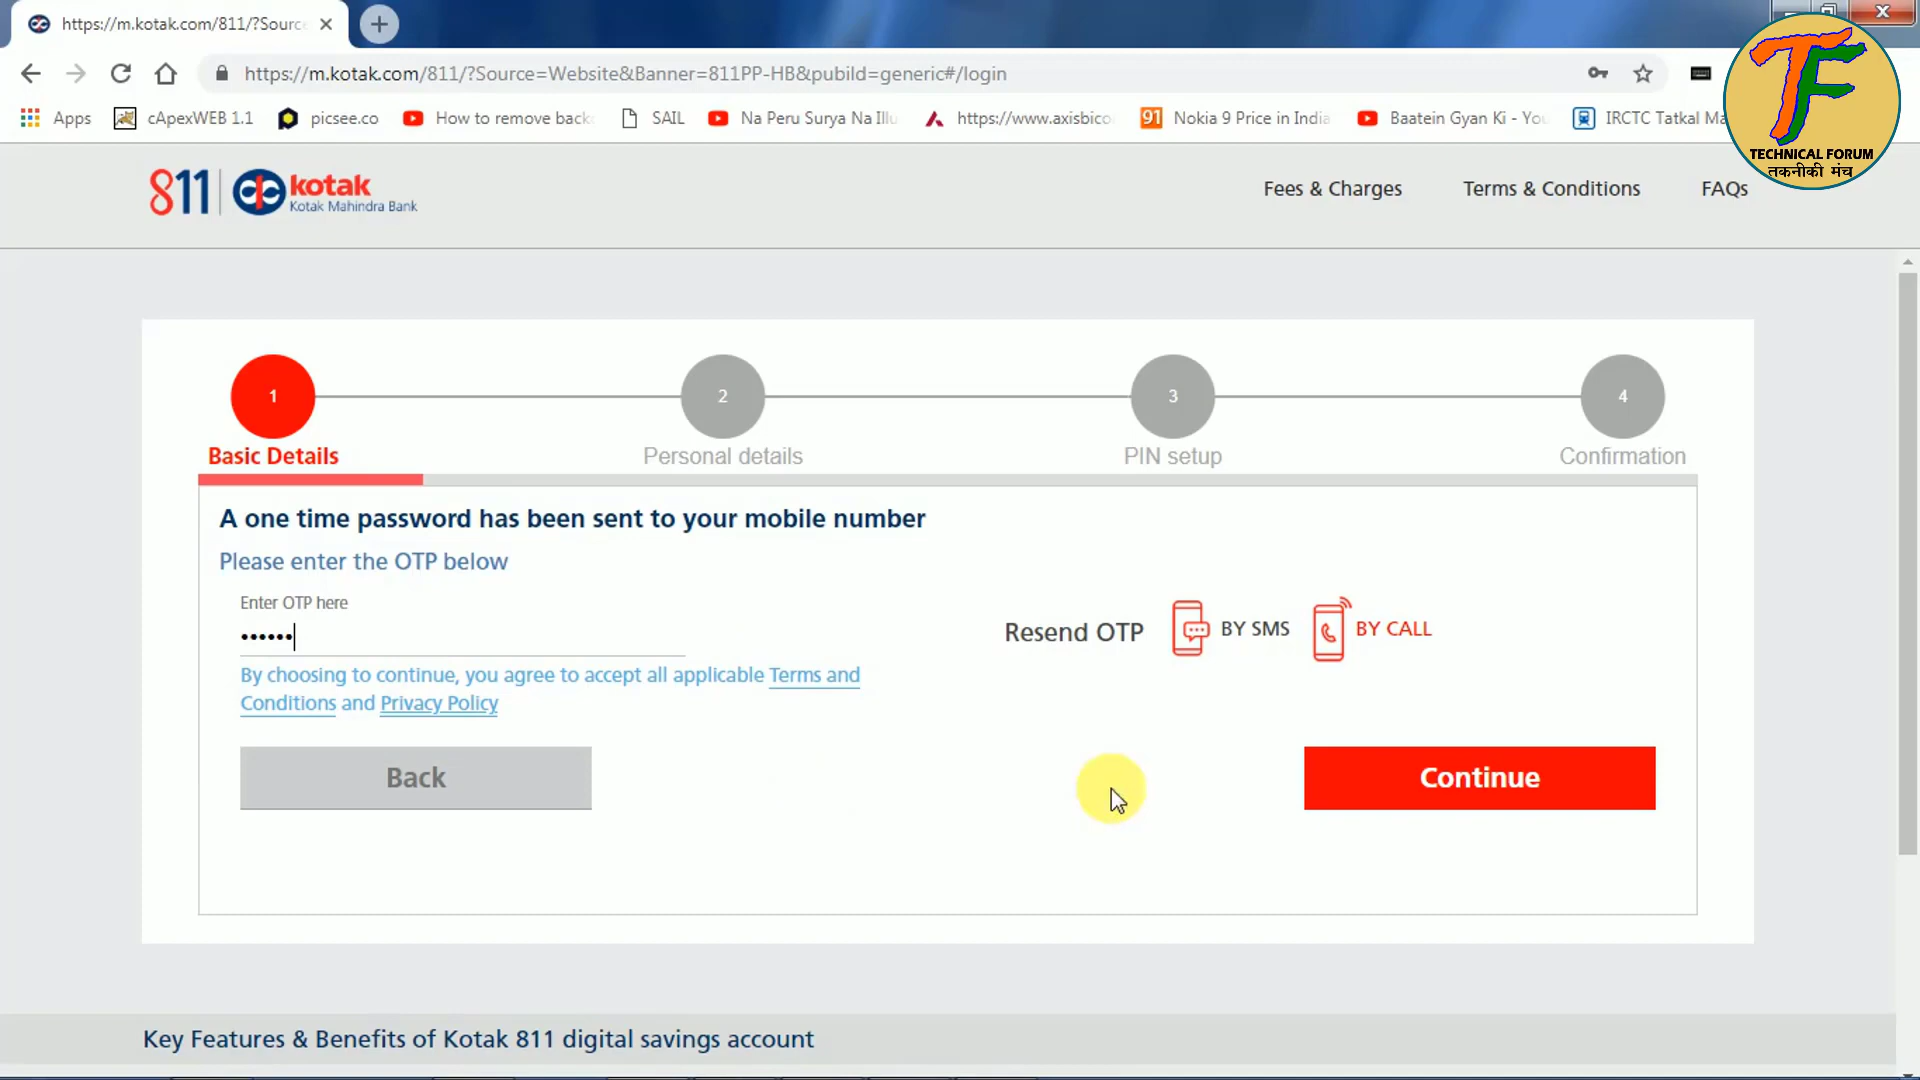 https://m.kotak.com/811/?Sourc
https://m.kotak.com/811/?Source=Website&Banner=811PP-HB&pubild=generic#/login
Apps cApexWEB 1.1 picsee.co How to remove back SAIL Na Peru Surya Na Illu https://www.axisbico 91 Nokia 9 Price in India Baatein Gyan Ki - You IRCTC Tatkal Ma
TF
TECHNICAL FORUM
तकनीकी मंच
811 kotak
Kotak Mahindra Bank
Fees & Charges Terms & Conditions FAQs
1 2 3 4
Basic Details Personal details PIN setup Confirmation
A one time password has been sent to your mobile number
Please enter the OTP below
Enter OTP here
••••••
Resend OTP BY SMS BY CALL
By choosing to continue, you agree to accept all applicable Terms and
Conditions and Privacy Policy
Back Continue
Key Features & Benefits of Kotak 811 digital savings account